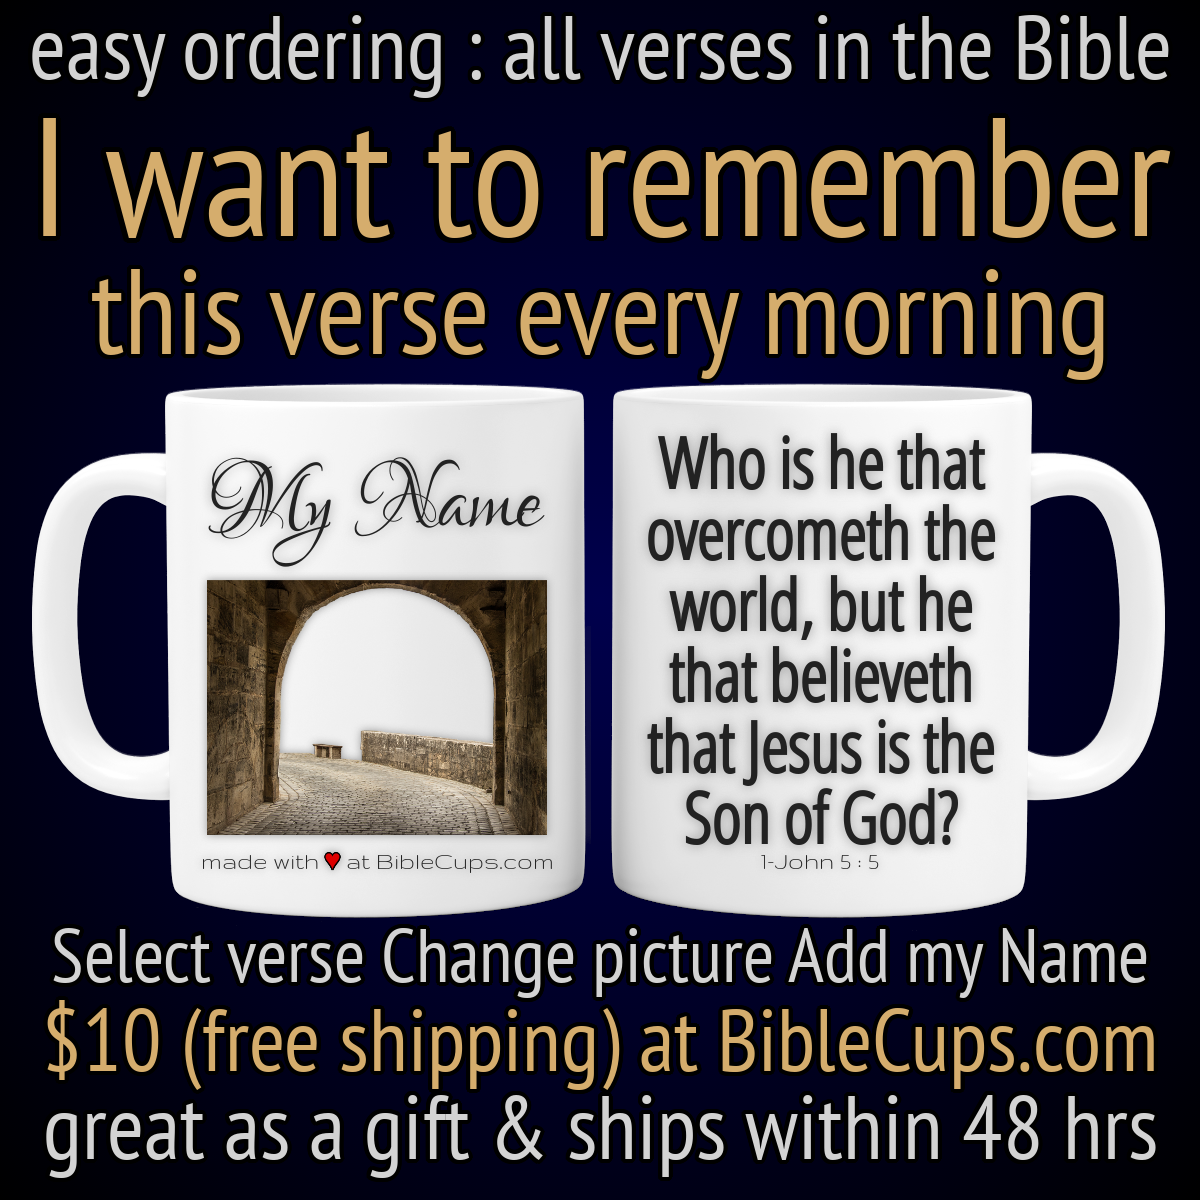 easy ordering : all verses in the Bible
I want to remember
this verse every morning
My Name
made with ♥ at BibleCups.com
Who is he that
overcometh the
world, but he
that believeth
that Jesus is the
Son of God?
1-John 5 : 5
Select verse Change picture Add my Name
$10 (free shipping) at BibleCups.com
great as a gift & ships within 48 hrs